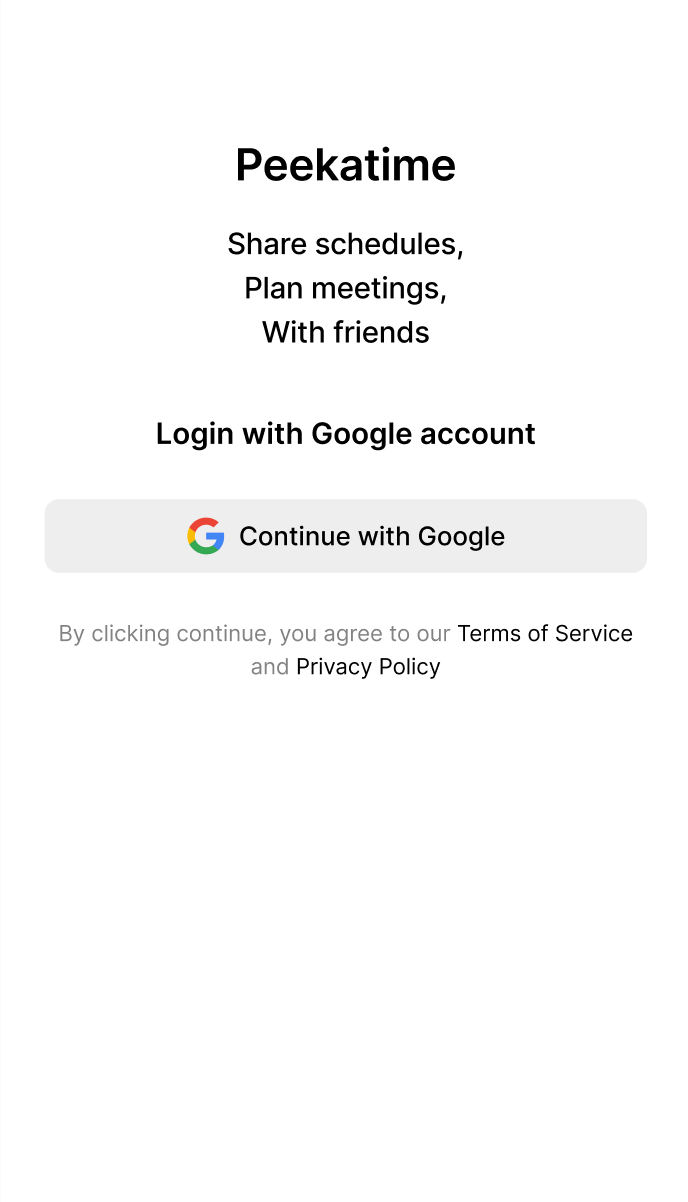 Peekatime
Share schedules,
Plan meetings,
With friends
Login with Google account
Continue with Google
By clicking continue, you agree to our Terms of Service
and Privacy Policy